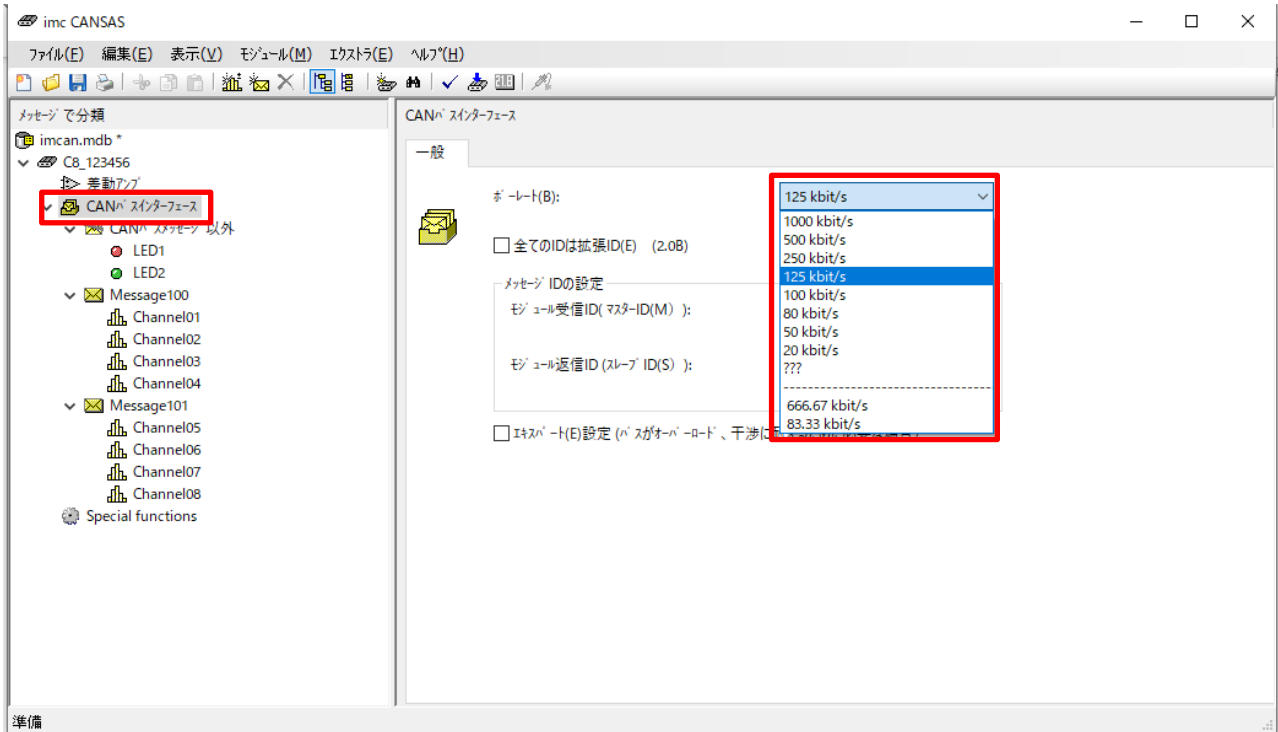 imc CANSAS
ﾌｧｲﾙ(F) 編集(E) 表示(V) ﾓｼﾞｭｰﾙ(M) ｴｸｽﾄﾗ(E) ﾍﾙﾌﾟ(H)
ﾒｯｾｰｼﾞで分類
imcan.mdb *
C8_123456
差動ｱﾝﾌﾟ
CANﾊﾞｽｲﾝﾀｰﾌｪｰｽ
CANﾊﾞｽﾒｯｾｰｼﾞ以外
LED1
LED2
Message100
Channel01
Channel02
Channel03
Channel04
Message101
Channel05
Channel06
Channel07
Channel08
Special functions
CANﾊﾞｽｲﾝﾀｰﾌｪｰｽ
一般
ﾎﾞｰﾚｰﾄ(B):
125 kbit/s
1000 kbit/s
500 kbit/s
250 kbit/s
125 kbit/s
100 kbit/s
80 kbit/s
50 kbit/s
20 kbit/s
???
--------------------------------
666.67 kbit/s
83.33 kbit/s
全てのIDは拡張ID(E) (2.0B)
ﾒｯｾｰｼﾞIDの設定
ﾓｼﾞｭｰﾙ受信ID(ﾏｽﾀｰID(M) ):
ﾓｼﾞｭｰﾙ返信ID (ｽﾚｰﾌﾞID(S) ):
ｴｷｽﾊﾟｰﾄ(E)設定 (ﾊﾞｽがｵｰﾊﾞｰﾛｰﾄﾞ、干渉に
準備